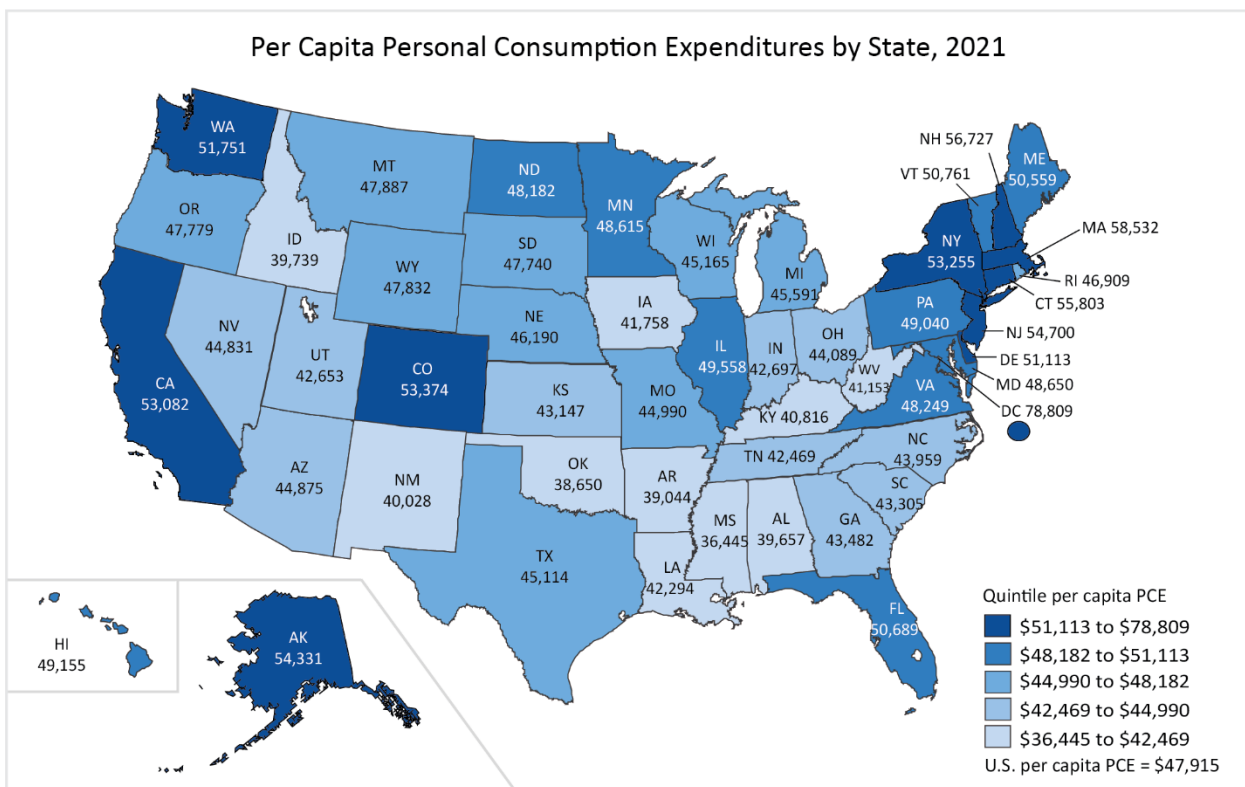 Per Capita Personal Consumption Expenditures by State, 2021
WA
51,751
MT
47,887
ND
48,182
MN
48,615
NH 56,727
VT 50,761
ME
50,559
OR
47,779
ID
39,739
WY
47,832
SD
47,740
WI
45,165
MI
45,591
NY
53,255
MA 58,532
RI 46,909
CT 55,803
NJ 54,700
DE 51,113
MD 48,650
DC 78,809
CA
53,082
NV
44,831
UT
42,653
CO
53,374
NE
46,190
IA
41,758
IL
49,558
IN
42,697
OH
44,089
PA
49,040
WV
41,153
VA
48,249
KS
43,147
MO
44,990
KY 40,816
TN 42,469
NC
43,959
SC
43,305
AZ
44,875
NM
40,028
OK
38,650
AR
39,044
MS
36,445
AL
39,657
GA
43,482
TX
45,114
LA
42,294
FL
50,689
HI
49,155
AK
54,331
Quintile per capita PCE
$51,113 to $78,809
$48,182 to $51,113
$44,990 to $48,182
$42,469 to $44,990
$36,445 to $42,469
U.S. per capita PCE = $47,915